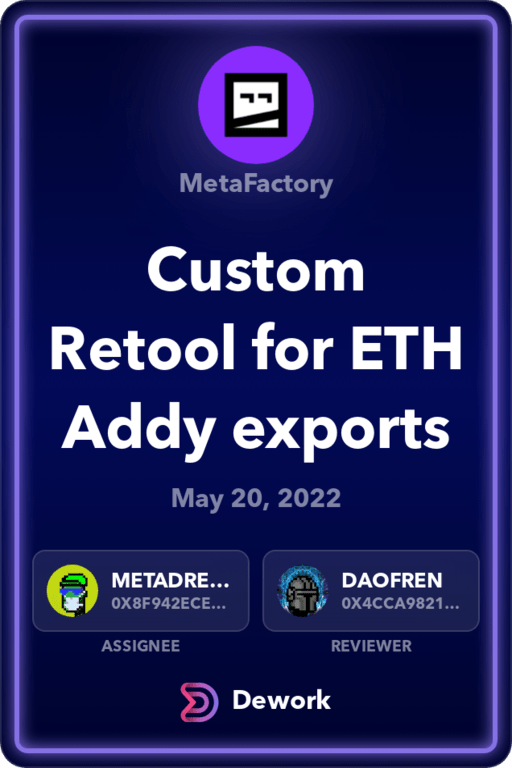 MetaFactory
Custom
Retool for ETH
Addy exports
May 20, 2022
METADRE...
0X8F942ECE...
ASSIGNEE
DAOFREN
0X4CCA9821...
REVIEWER
Dework